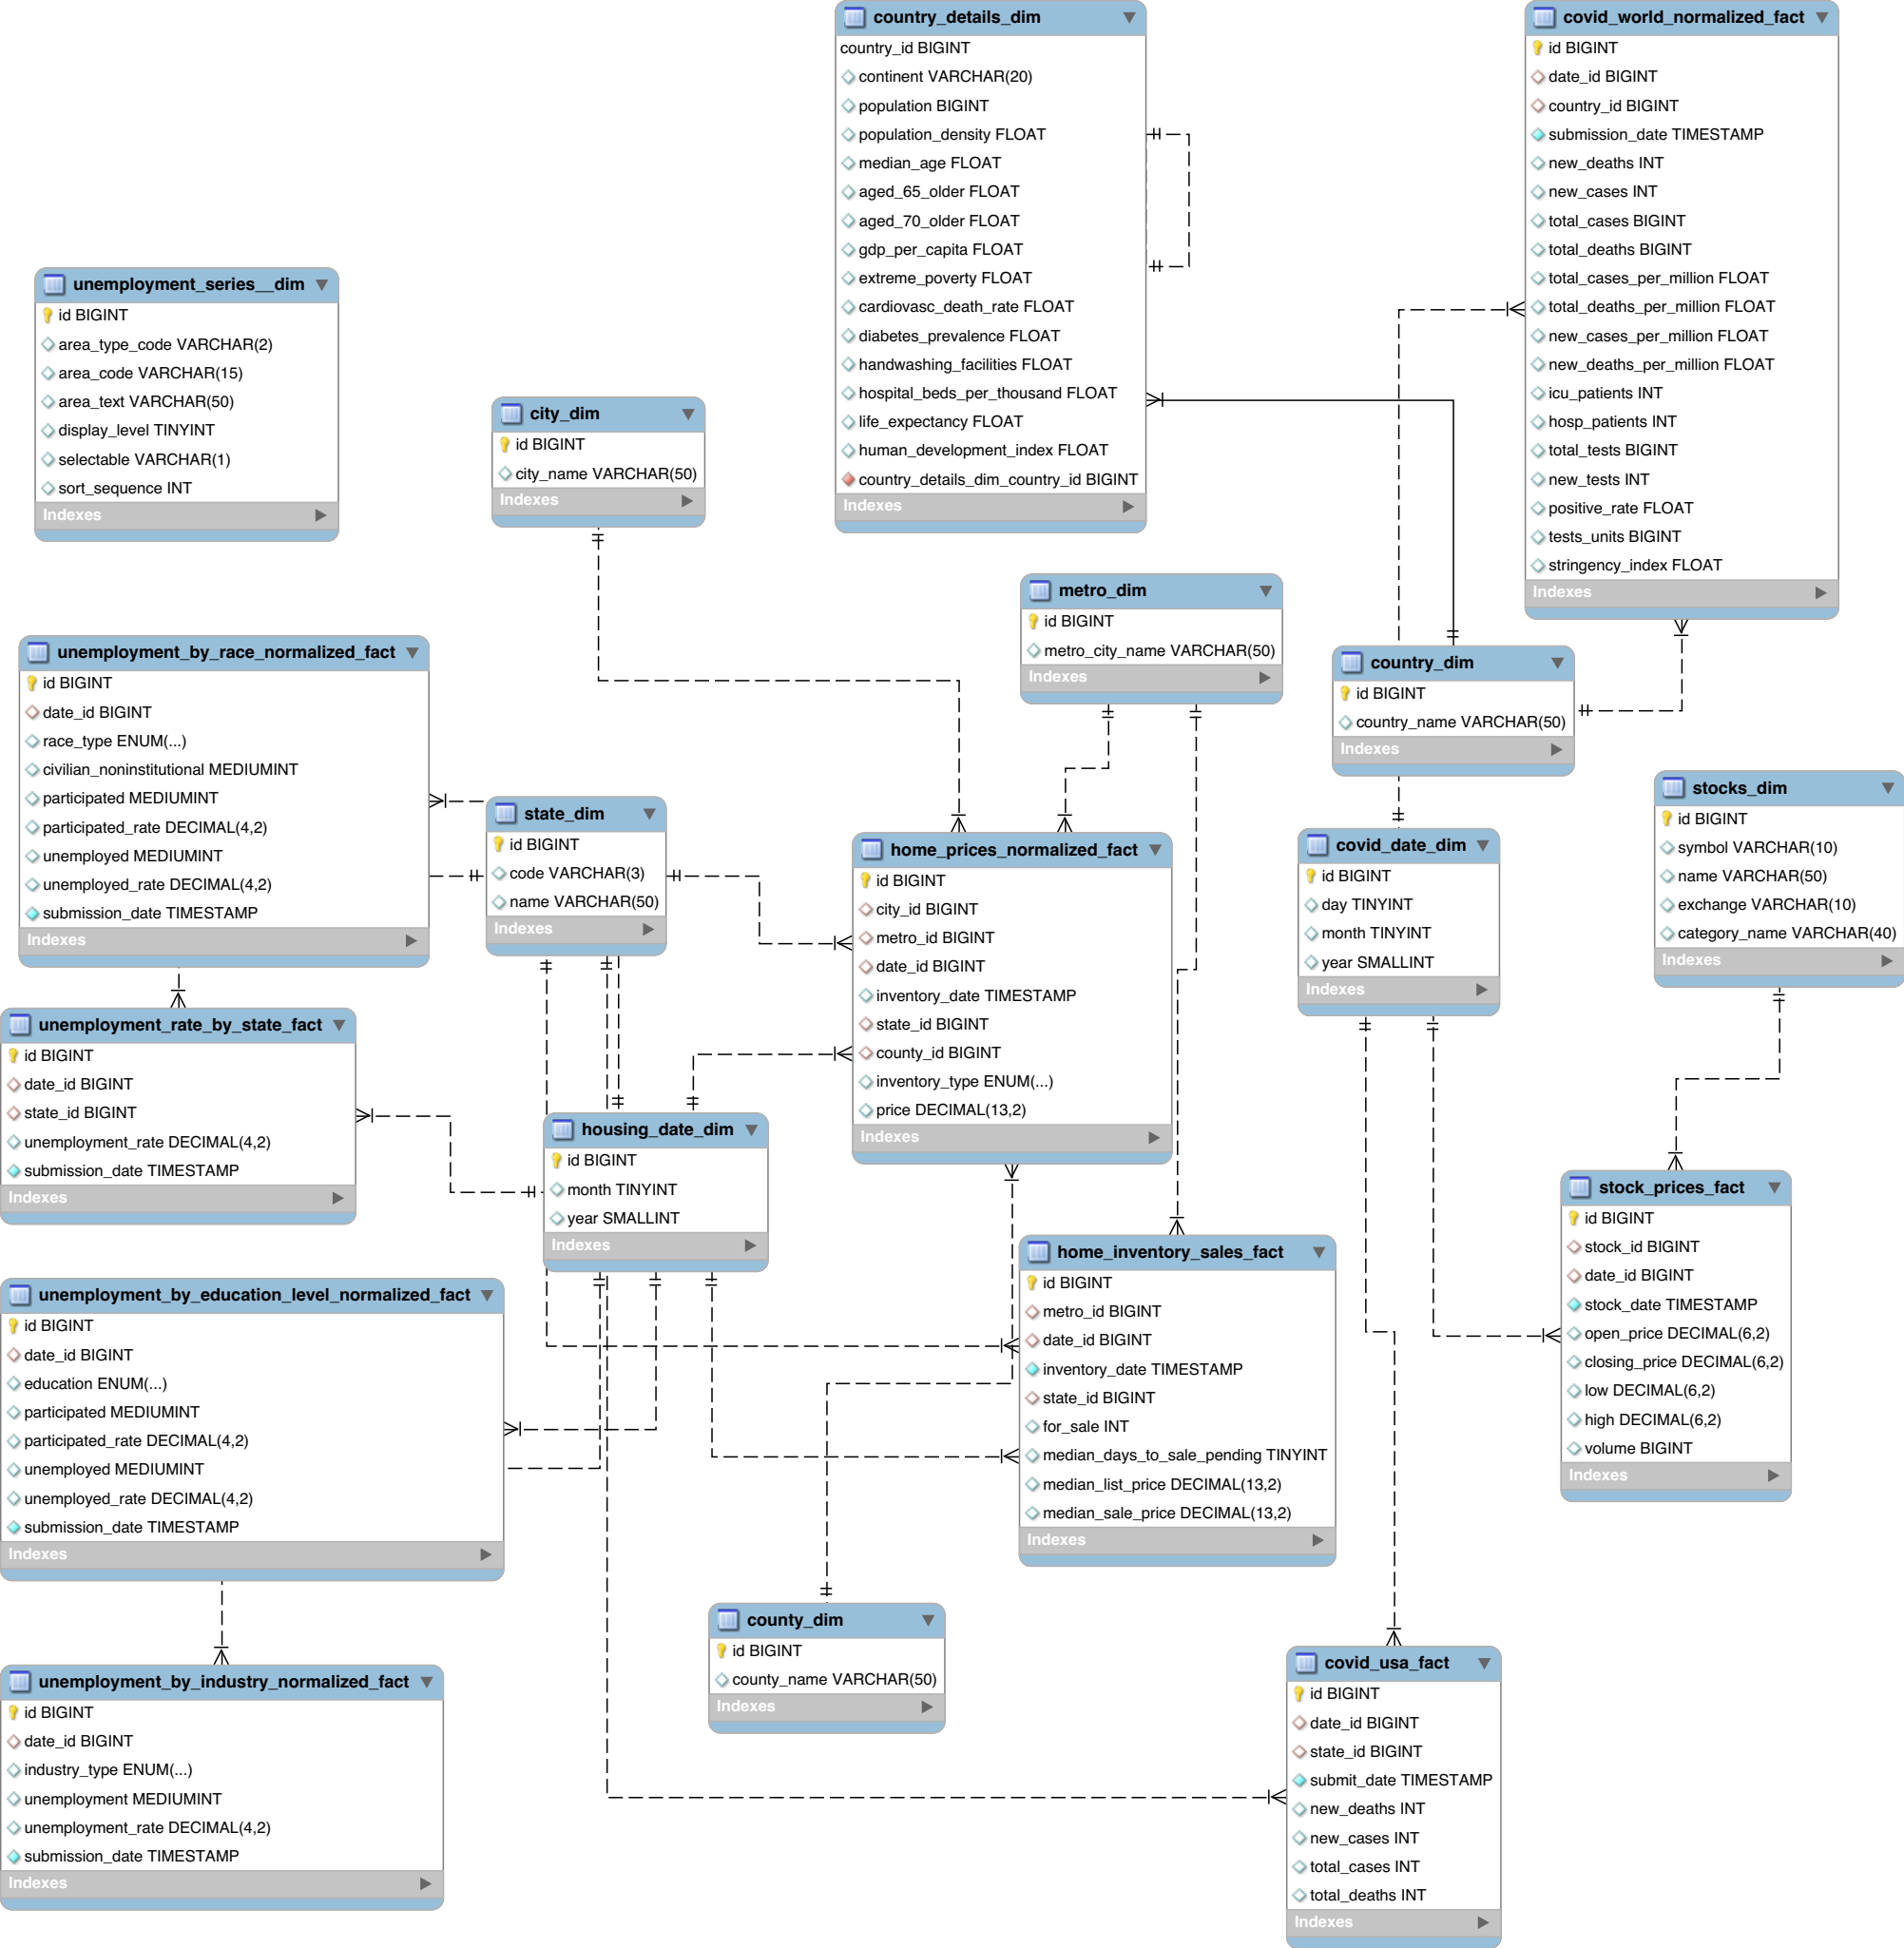 country_details_dim
country_id BIGINT
continent VARCHAR(20)
population BIGINT
population_density FLOAT
median_age FLOAT
aged_65_older FLOAT
aged_70_older FLOAT
gdp_per_capita FLOAT
extreme_poverty FLOAT
cardiovasc_death_rate FLOAT
diabetes_prevalence FLOAT
handwashing_facilities FLOAT
hospital_beds_per_thousand FLOAT
life_expectancy FLOAT
human_development_index FLOAT
country_details_dim_country_id BIGINT
Indexes
covid_world_normalized_fact
id BIGINT
date_id BIGINT
country_id BIGINT
submission_date TIMESTAMP
new_deaths INT
new_cases INT
total_cases BIGINT
total_deaths BIGINT
total_cases_per_million FLOAT
total_deaths_per_million FLOAT
new_cases_per_million FLOAT
new_deaths_per_million FLOAT
icu_patients INT
hosp_patients INT
total_tests BIGINT
new_tests INT
positive_rate FLOAT
tests_units BIGINT
stringency_index FLOAT
Indexes
unemployment_series__dim
id BIGINT
area_type_code VARCHAR(2)
area_code VARCHAR(15)
area_text VARCHAR(50)
display_level TINYINT
selectable VARCHAR(1)
sort_sequence INT
Indexes
city_dim
id BIGINT
city_name VARCHAR(50)
Indexes
metro_dim
id BIGINT
metro_city_name VARCHAR(50)
Indexes
unemployment_by_race_normalized_fact
id BIGINT
date_id BIGINT
race_type ENUM(...)
civilian_noninstitutional MEDIUMINT
participated MEDIUMINT
participated_rate DECIMAL(4,2)
unemployed MEDIUMINT
unemployed_rate DECIMAL(4,2)
submission_date TIMESTAMP
Indexes
country_dim
id BIGINT
country_name VARCHAR(50)
Indexes
state_dim
id BIGINT
code VARCHAR(3)
name VARCHAR(50)
Indexes
home_prices_normalized_fact
id BIGINT
city_id BIGINT
metro_id BIGINT
date_id BIGINT
inventory_date TIMESTAMP
state_id BIGINT
county_id BIGINT
inventory_type ENUM(...)
price DECIMAL(13,2)
Indexes
covid_date_dim
id BIGINT
day TINYINT
month TINYINT
year SMALLINT
Indexes
stocks_dim
id BIGINT
symbol VARCHAR(10)
name VARCHAR(50)
exchange VARCHAR(10)
category_name VARCHAR(40)
Indexes
unemployment_rate_by_state_fact
id BIGINT
date_id BIGINT
state_id BIGINT
unemployment_rate DECIMAL(4,2)
submission_date TIMESTAMP
Indexes
housing_date_dim
id BIGINT
month TINYINT
year SMALLINT
Indexes
stock_prices_fact
id BIGINT
stock_id BIGINT
date_id BIGINT
stock_date TIMESTAMP
open_price DECIMAL(6,2)
closing_price DECIMAL(6,2)
low DECIMAL(6,2)
high DECIMAL(6,2)
volume BIGINT
Indexes
home_inventory_sales_fact
id BIGINT
metro_id BIGINT
date_id BIGINT
inventory_date TIMESTAMP
state_id BIGINT
for_sale INT
median_days_to_sale_pending TINYINT
median_list_price DECIMAL(13,2)
median_sale_price DECIMAL(13,2)
Indexes
unemployment_by_education_level_normalized_fact
id BIGINT
date_id BIGINT
education ENUM(...)
participated MEDIUMINT
participated_rate DECIMAL(4,2)
unemployed MEDIUMINT
unemployed_rate DECIMAL(4,2)
submission_date TIMESTAMP
Indexes
county_dim
id BIGINT
county_name VARCHAR(50)
Indexes
covid_usa_fact
id BIGINT
date_id BIGINT
state_id BIGINT
submit_date TIMESTAMP
new_deaths INT
new_cases INT
total_cases INT
total_deaths INT
Indexes
unemployment_by_industry_normalized_fact
id BIGINT
date_id BIGINT
industry_type ENUM(...)
unemployment MEDIUMINT
unemployment_rate DECIMAL(4,2)
submission_date TIMESTAMP
Indexes